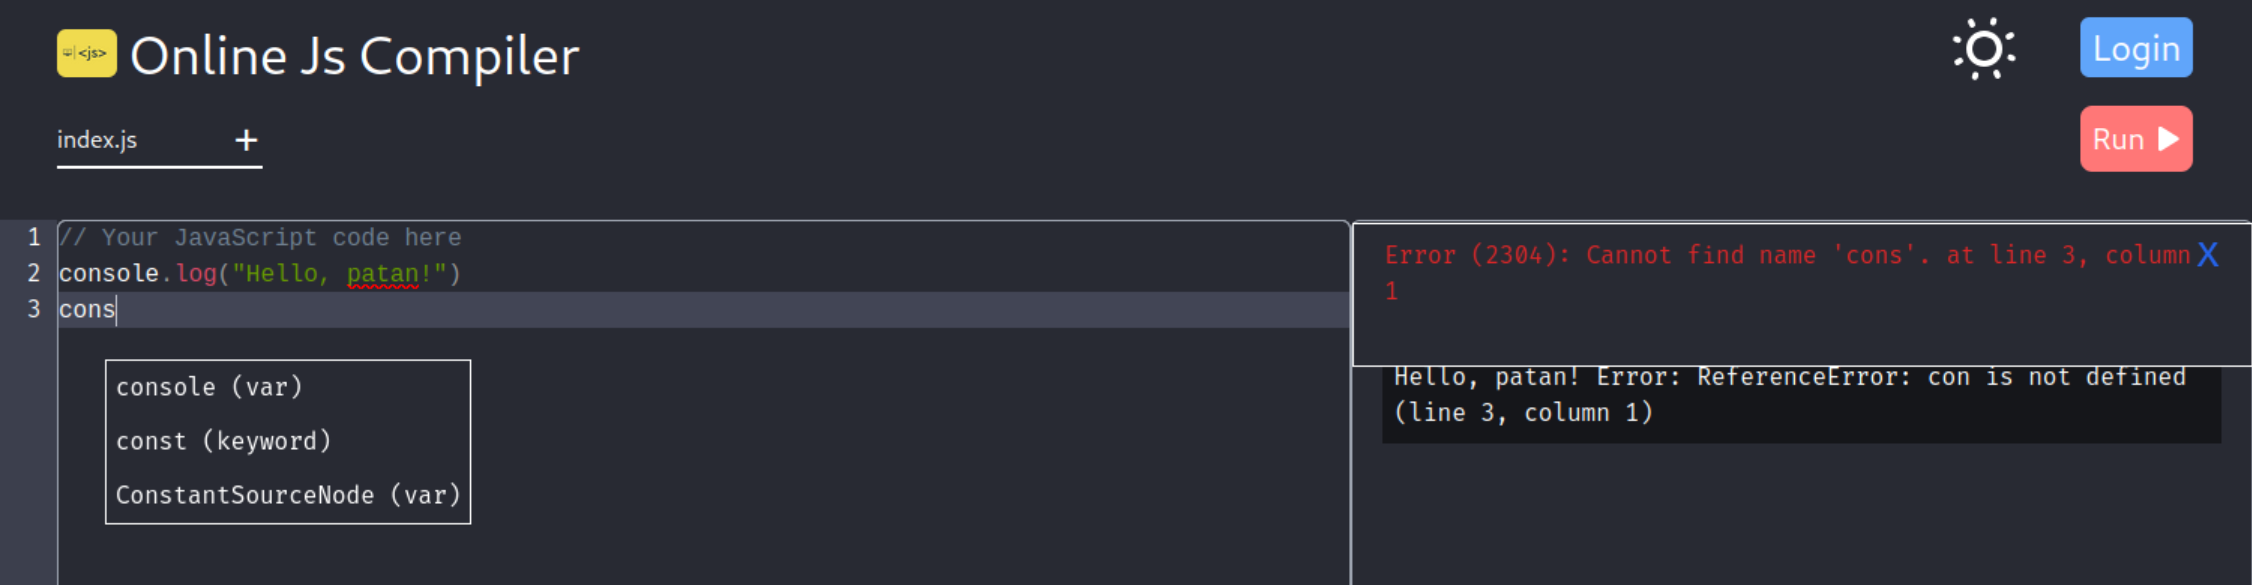 <js> Online Js Compiler
Login
index.js +
Run
1 // Your JavaScript code here
2 console.log("Hello, patan!")
3 cons
console (var)
const (keyword)
ConstantSourceNode (var)
Error (2304): Cannot find name 'cons'. at line 3, column X
1
Hello, patan! Error: ReferenceError: con is not defined
(line 3, column 1)